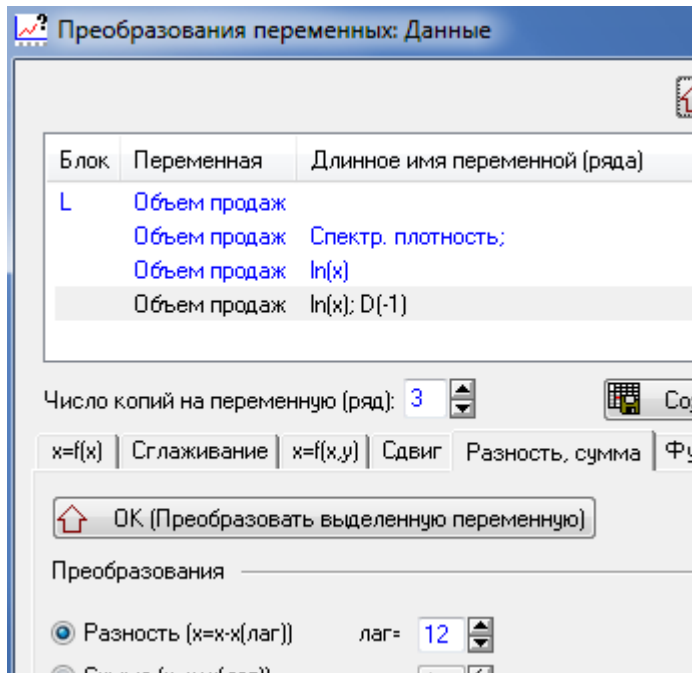 Преобразования переменных: Данные
Блок Переменная Длинное имя переменной (ряда)
L Объем продаж
Объем продаж Спектр. плотность;
Объем продаж ln(x)
Объем продаж ln(x); D(-1)
Число копий на переменную (ряд): 3
x=f(x) Сглаживание x=f(x,y) Сдвиг Разность, сумма
ОК (Преобразовать выделенную переменную)
Преобразования
Разность (x=x-x(лаг)) лаг= 12